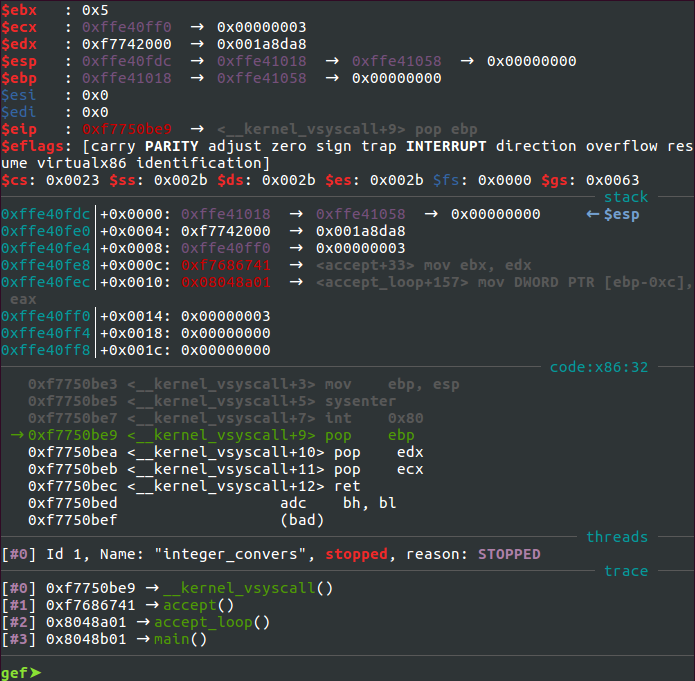 $ebx   : 0x5
$ecx   : 0xffe40ff0  →  0x00000003
$edx   : 0xf7742000  →  0x001a8da8
$esp   : 0xffe40fdc  →  0xffe41018  →  0xffe41058  →  0x00000000
$ebp   : 0xffe41018  →  0xffe41058  →  0x00000000
$esi   : 0x0
$edi   : 0x0
$eip   : 0xf7750be9  →  <__kernel_vsyscall+9> pop ebp
$eflags: [carry PARITY adjust zero sign trap INTERRUPT direction overflow res
ume virtualx86 identification]
$cs: 0x0023 $ss: 0x002b $ds: 0x002b $es: 0x002b $fs: 0x0000 $gs: 0x0063
stack
0xffe40fdc│+0x0000: 0xffe41018  →  0xffe41058  →  0x00000000     ←$esp
0xffe40fe0│+0x0004: 0xf7742000  →  0x001a8da8
0xffe40fe4│+0x0008: 0xffe40ff0  →  0x00000003
0xffe40fe8│+0x000c: 0xf7686741  →  <accept+33> mov ebx, edx
0xffe40fec│+0x0010: 0x08048a01  →  <accept_loop+157> mov DWORD PTR [ebp-0xc],
eax
0xffe40ff0│+0x0014: 0x00000003
0xffe40ff4│+0x0018: 0x00000000
0xffe40ff8│+0x001c: 0x00000000
code:x86:32
0xf7750be3 <__kernel_vsyscall+3> mov    ebp, esp
0xf7750be5 <__kernel_vsyscall+5> sysenter
0xf7750be7 <__kernel_vsyscall+7> int    0x80
→ 0xf7750be9 <__kernel_vsyscall+9> pop    ebp
0xf7750bea <__kernel_vsyscall+10> pop    edx
0xf7750beb <__kernel_vsyscall+11> pop    ecx
0xf7750bec <__kernel_vsyscall+12> ret
0xf7750bed                  adc    bh, bl
0xf7750bef                  (bad)
threads
[#0] Id 1, Name: "integer_convers", stopped, reason: STOPPED
trace
[#0] 0xf7750be9 →__kernel_vsyscall()
[#1] 0xf7686741 →accept()
[#2] 0x8048a01 →accept_loop()
[#3] 0x8048b01 →main()
gef➤